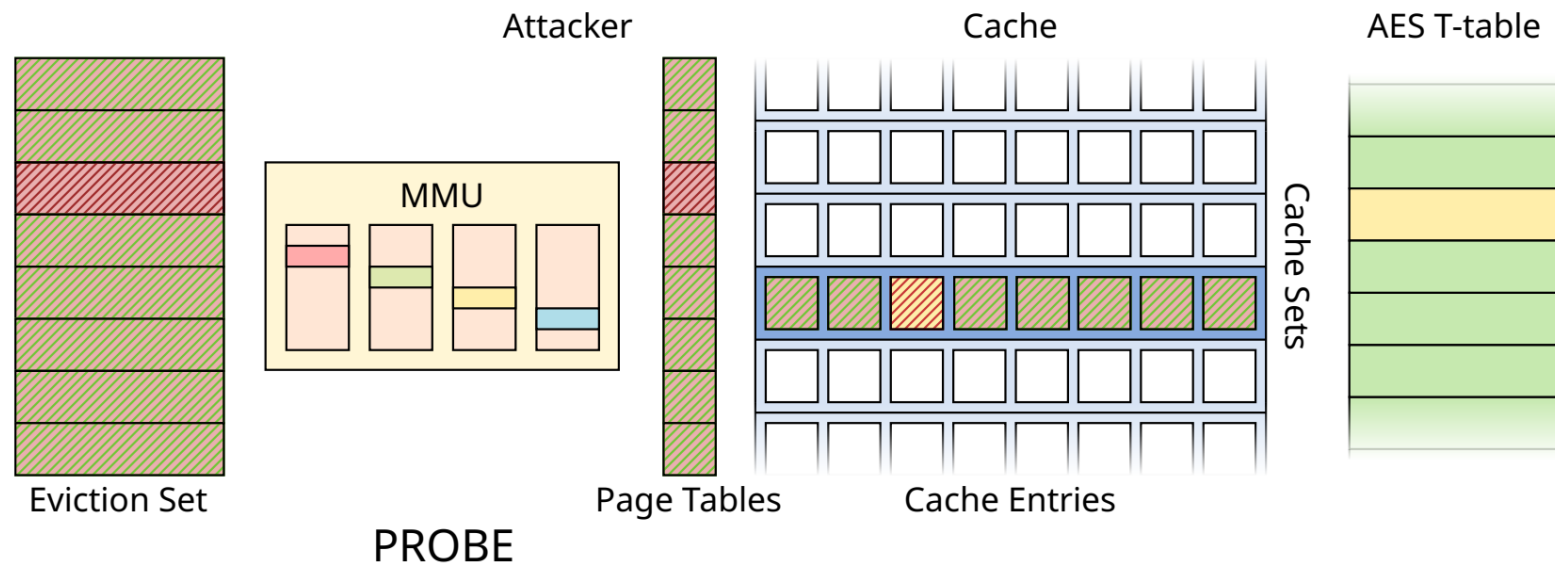 Attacker
Cache
AES T-table
MMU
Cache Sets
Eviction Set
Page Tables
Cache Entries
PROBE